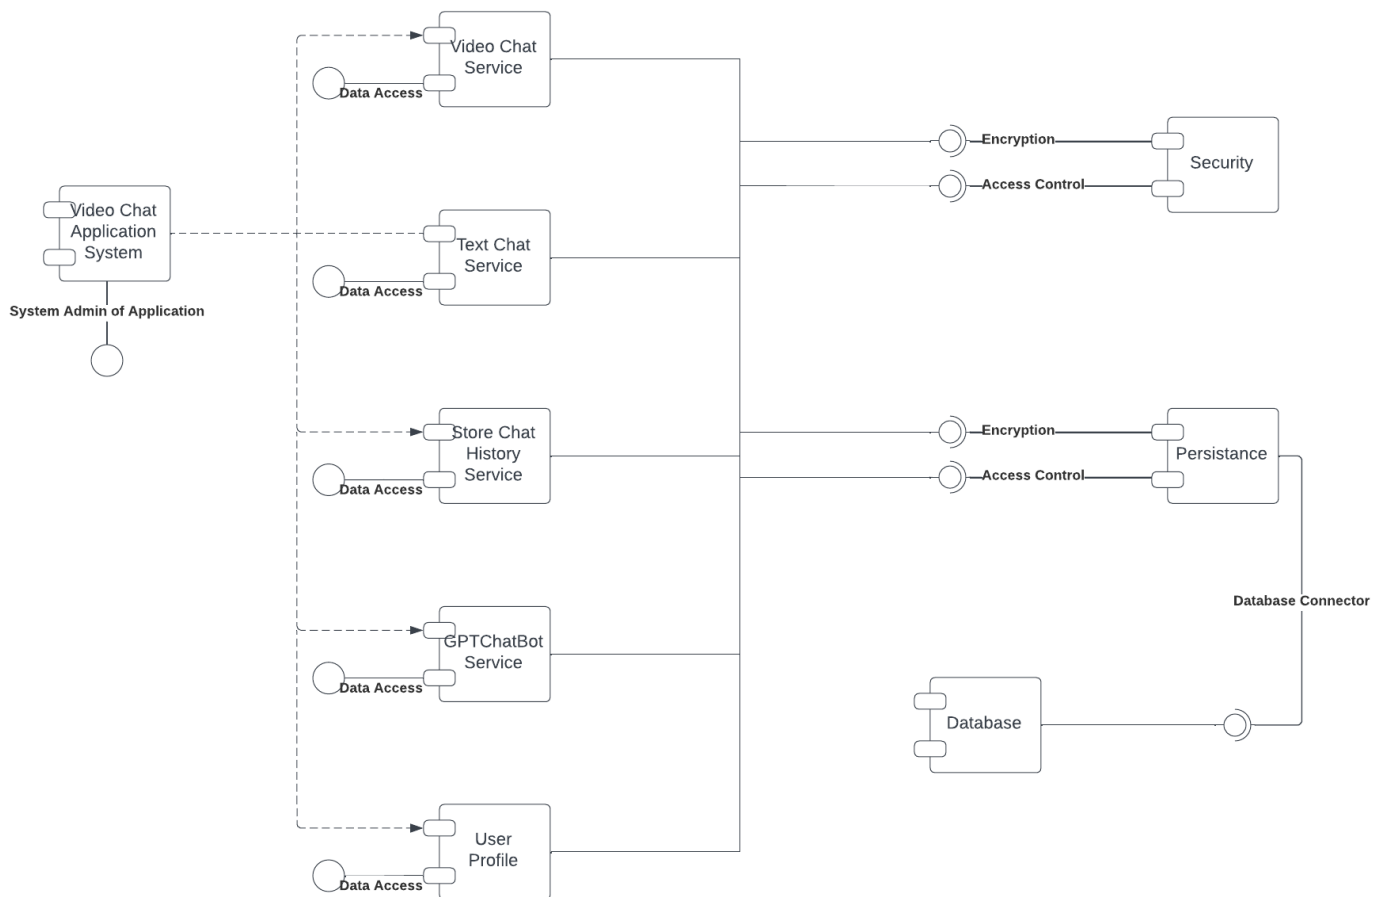 Video Chat
Service
Data Access
Encryption
Access Control
Security
Video Chat
Application
System
System Admin of Application
Text Chat
Service
Data Access
Store Chat
History
Service
Data Access
Encryption
Access Control
Persistance
Database Connector
GPTChatBot
Service
Data Access
Database
User
Profile
Data Access